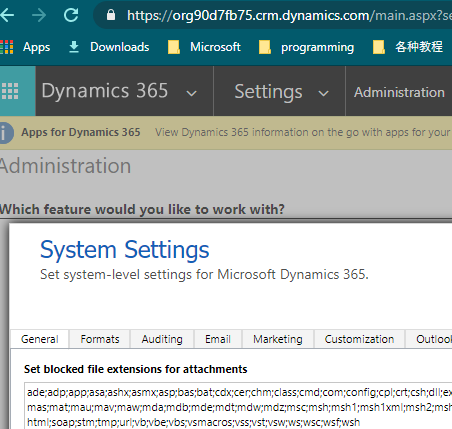 https://org90d7fb75.crm.dynamics.com/main.aspx?se
Apps Downloads Microsoft programming 各种教程
Dynamics 365 Settings Administration
Apps for Dynamics 365 View Dynamics 365 information on the go with apps for your
Administration
Which feature would you like to work with?
System Settings
Set system-level settings for Microsoft Dynamics 365.
General Formats Auditing Email Marketing Customization Outloo
Set blocked file extensions for attachments
ade;adp;app;asa;ashx;asmx;asp;bas;bat;cdx;cer;chm;class;cmd;com;config;cpl;crt;csh;dll;ex
mas;mat;mau;mav;maw;mda;mdb;mde;mdt;mdw;mdz;msc;msh;msh1;msh1xml;msh2;msh
html;soap;stm;tmp;url;vb;vbe;vbs;vsmacros;vss;vst;vsw;ws;wsc;wsf;wsh